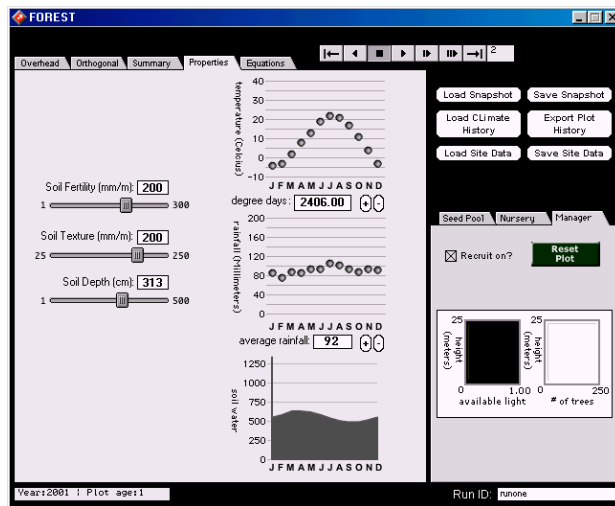 FOREST
2
Overhead Orthogonal Summary Properties Equations
Load Snapshot Save Snapshot
Load CLimate History Export Plot History
Load Site Data Save Site Data
temperature (Celcius)
40
30
20
10
0
-10
J F M A M J J A S O N D
degree days: 2406.00 + -
Soil Fertility (mm/m): 200
1 300
Soil Texture (mm/m): 200
25 250
Soil Depth (cm): 313
1 500
rainfall (Millimeters)
200
160
120
80
40
0
J F M A M J J A S O N D
average rainfall: 92 + -
soil water
1250
1000
750
500
250
0
J F M A M J J A S O N D
Seed Pool Nursery Manager
Recruit on? Reset Plot
25 height (meters) 0 1.00
available light
25 height (meters) 0 250
# of trees
Year:2001 | Plot age:1
Run ID: runone